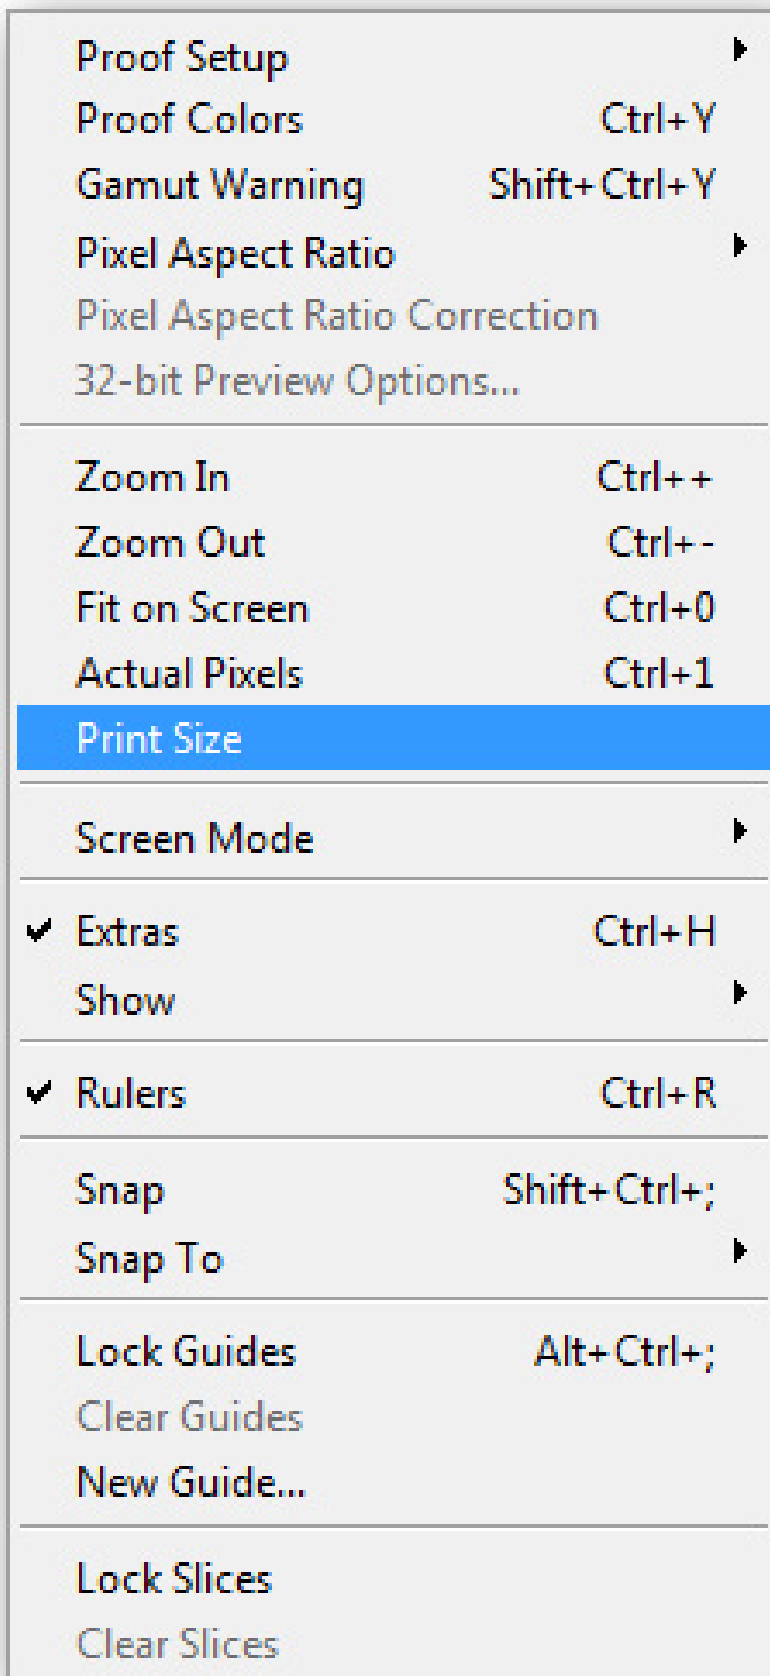 Proof Setup
Proof Colors Ctrl+Y
Gamut Warning Shift+Ctrl+Y
Pixel Aspect Ratio
Pixel Aspect Ratio Correction
32-bit Preview Options...
Zoom In Ctrl++
Zoom Out Ctrl+-
Fit on Screen Ctrl+0
Actual Pixels Ctrl+1
Print Size
Screen Mode
Extras Ctrl+H
Show
Rulers Ctrl+R
Snap Shift+Ctrl+;
Snap To
Lock Guides Alt+Ctrl+;
Clear Guides
New Guide...
Lock Slices
Clear Slices